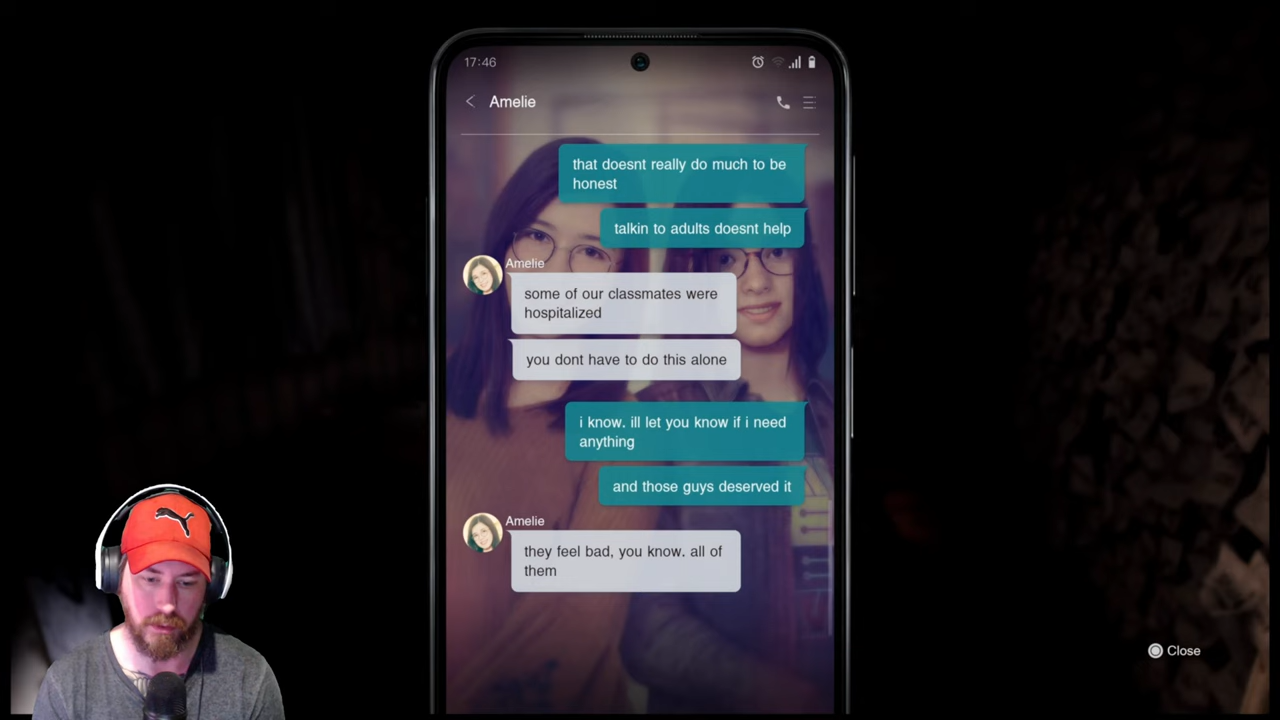 17:46
Amelie
that doesnt really do much to be
honest
talkin to adults doesnt help
Amelie
some of our classmates were
hospitalized
you dont have to do this alone
i know. ill let you know if i need
anything
and those guys deserved it
Amelie
they feel bad, you know. all of
them
Close